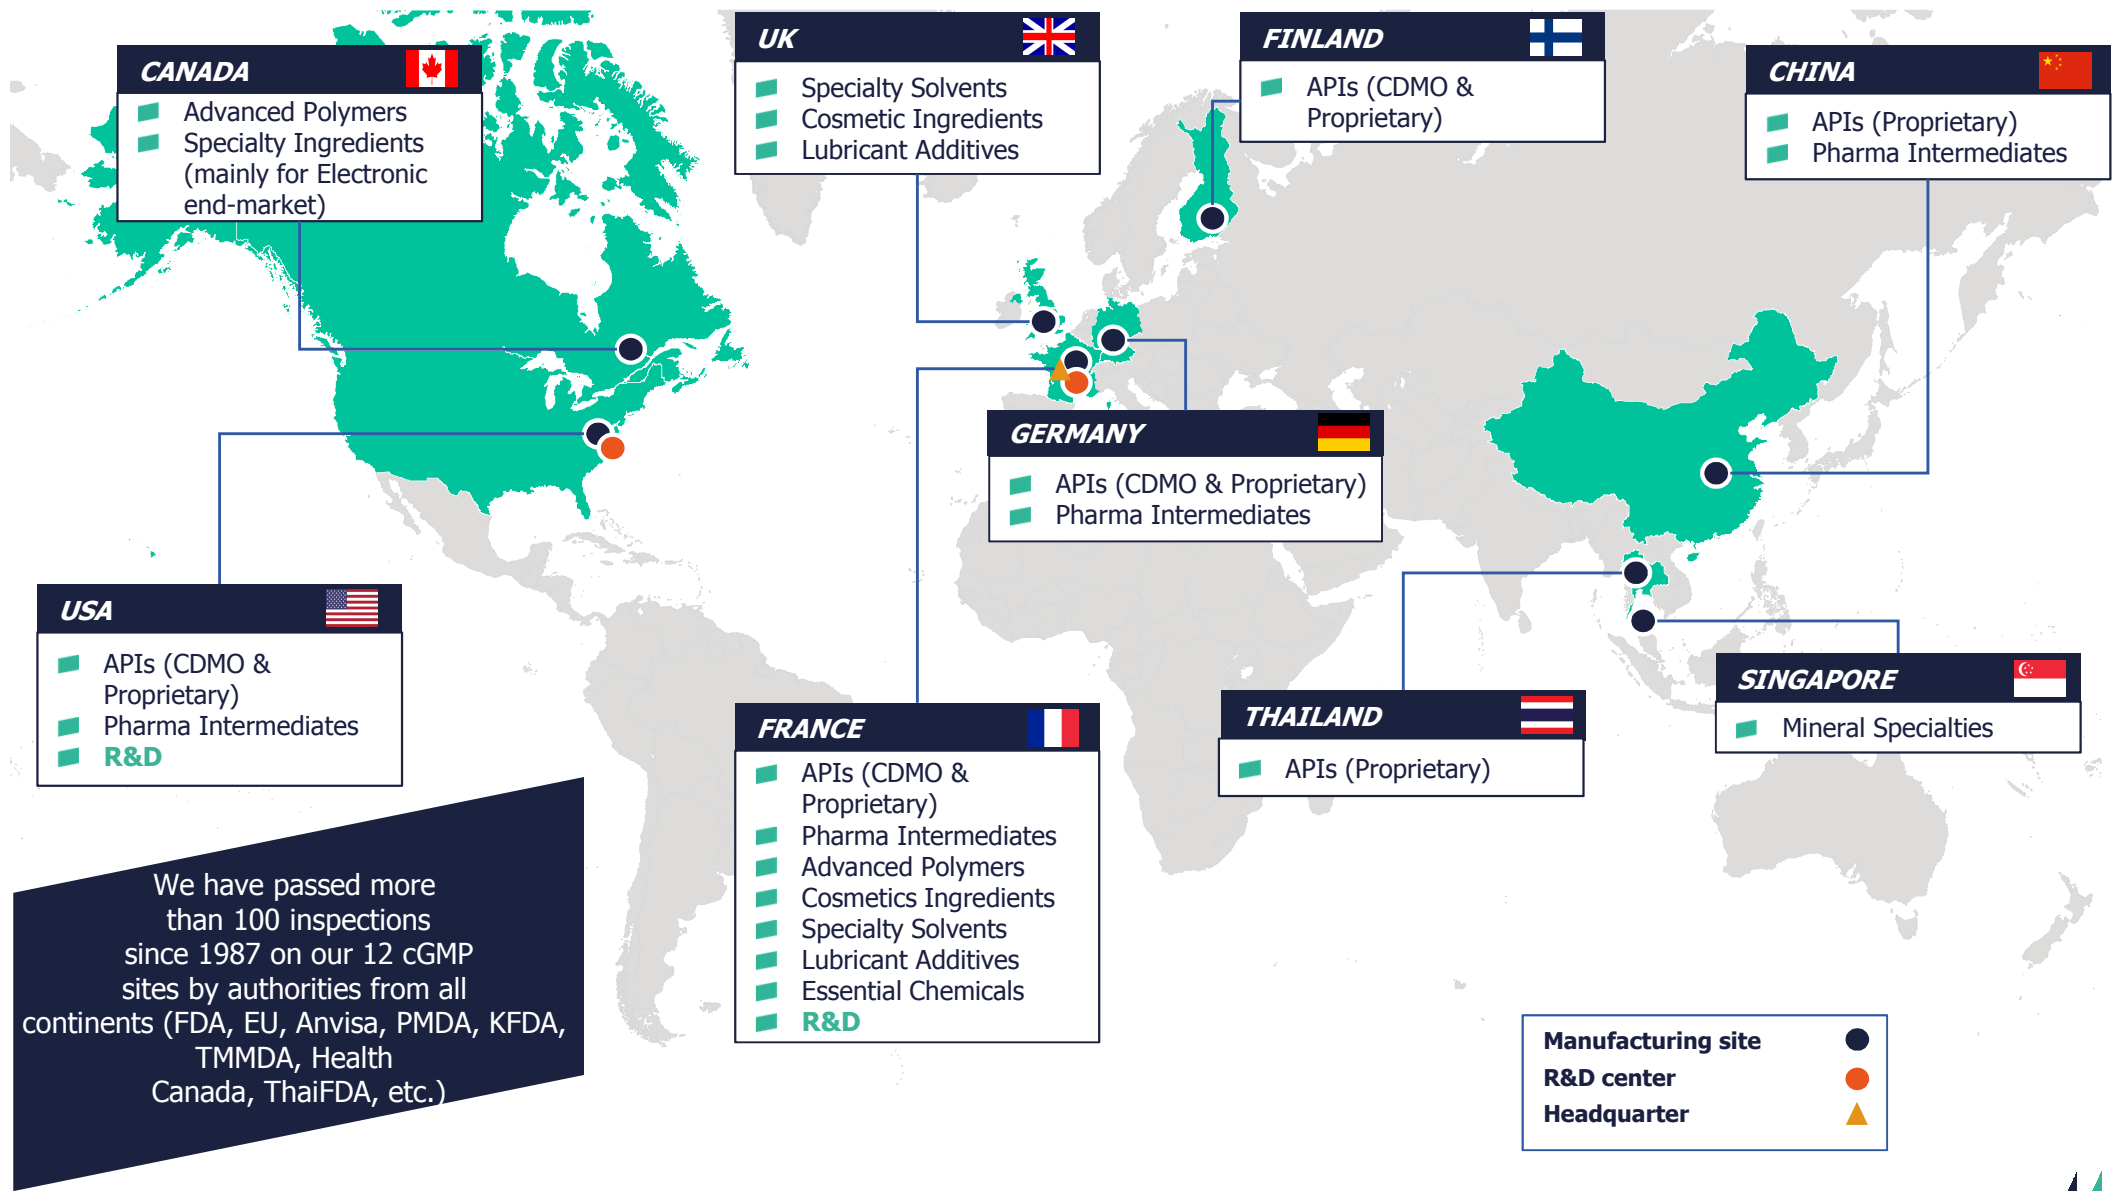 CANADA
Advanced Polymers
Specialty Ingredients
(mainly for Electronic
end-market)
UK
Specialty Solvents
Cosmetic Ingredients
Lubricant Additives
FINLAND
APIs (CDMO &
Proprietary)
CHINA
APIs (Proprietary)
Pharma Intermediates
GERMANY
APIs (CDMO & Proprietary)
Pharma Intermediates
USA
APIs (CDMO &
Proprietary)
Pharma Intermediates
R&D
FRANCE
APIs (CDMO &
Proprietary)
Pharma Intermediates
Advanced Polymers
Cosmetics Ingredients
Specialty Solvents
Lubricant Additives
Essential Chemicals
R&D
THAILAND
APIs (Proprietary)
SINGAPORE
Mineral Specialties
We have passed more
than 100 inspections
since 1987 on our 12 cGMP
sites by authorities from all
continents (FDA, EU, Anvisa, PMDA, KFDA,
TMMDA, Health
Canada, ThaiFDA, etc.)
Manufacturing site
R&D center
Headquarter